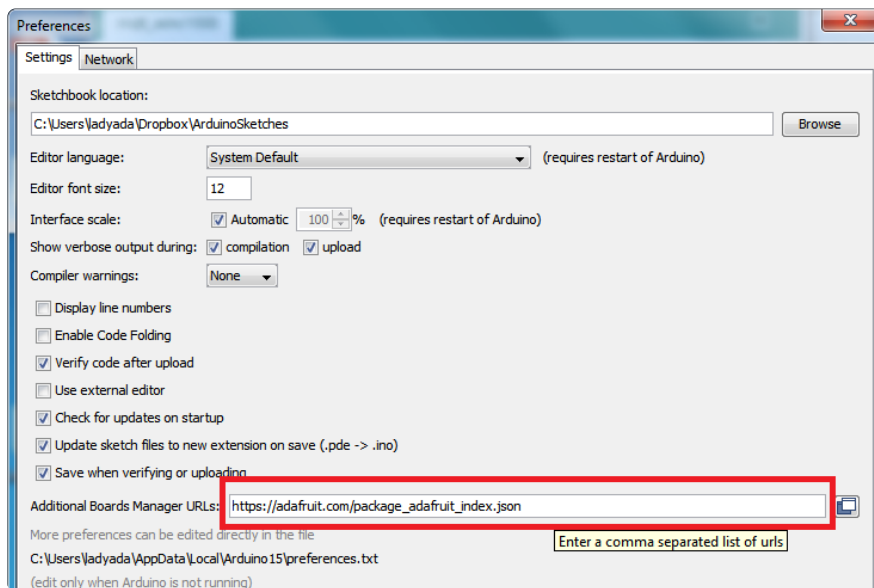 Preferences
Settings Network
Sketchbook location:
C:\Users\ladyada\Dropbox\ArduinoSketches Browse
Editor language: System Default (requires restart of Arduino)
Editor font size: 12
Interface scale: Automatic 100 % (requires restart of Arduino)
Show verbose output during: compilation upload
Compiler warnings: None
Display line numbers
Enable Code Folding
Verify code after upload
Use external editor
Check for updates on startup
Update sketch files to new extension on save (.pde -> .ino)
Save when verifying or uploading
Additional Boards Manager URLs: https://adafruit.com/package_adafruit_index.json
More preferences can be edited directly in the file
Enter a comma separated list of urls
C:\Users\ladyada\AppData\Local\Arduino15\preferences.txt
(edit only when Arduino is not running)